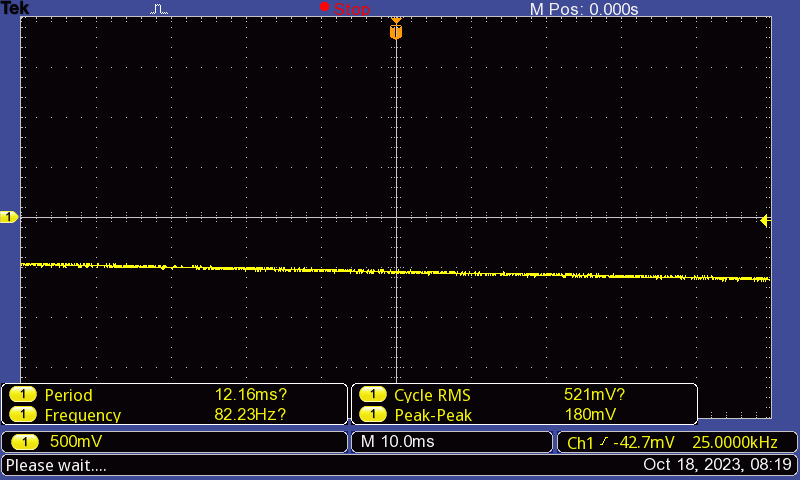 Tek Stop M Pos: 0.000s
T
1
1 Period 12.16ms? 1 Cycle RMS 521mV?
1 Frequency 82.23Hz? 1 Peak-Peak 180mV
1 500mV M 10.0ms Ch1 -42.7mV 25.0000kHz
Please wait.... Oct 18, 2023, 08:19